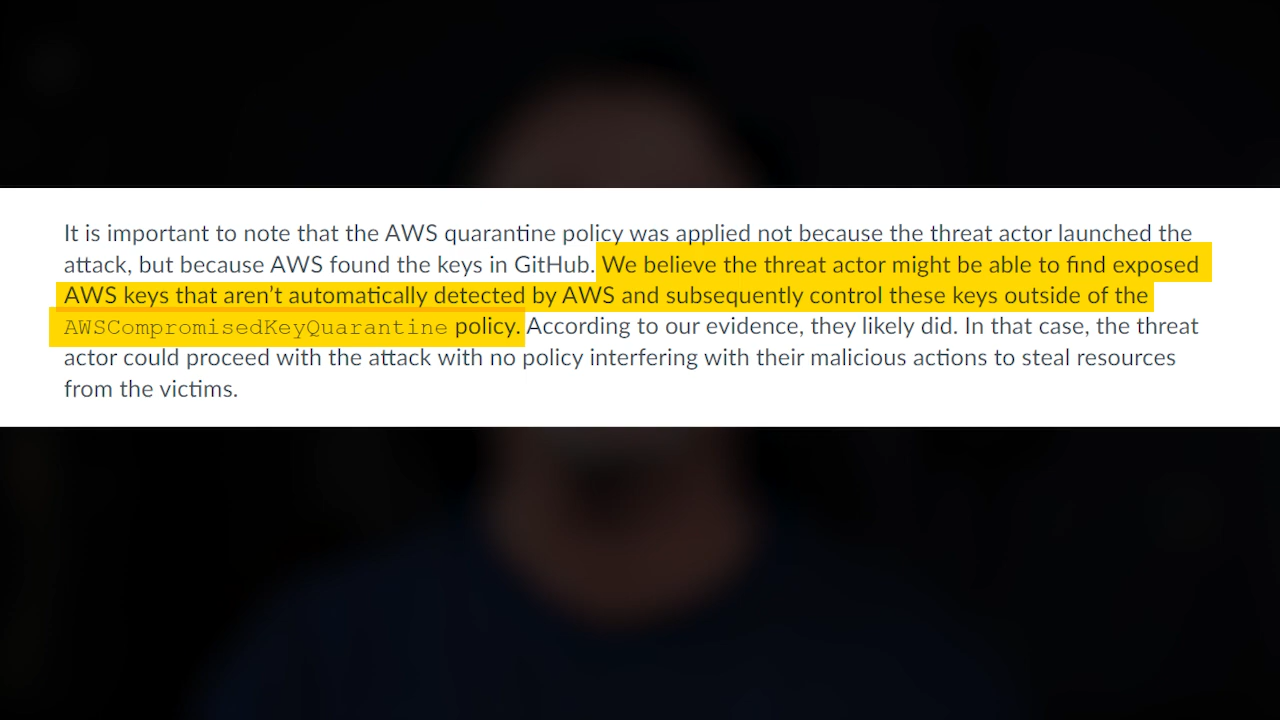 It is important to note that the AWS quarantine policy was applied not because the threat actor launched the
attack, but because AWS found the keys in GitHub. We believe the threat actor might be able to find exposed
AWS keys that aren’t automatically detected by AWS and subsequently control these keys outside of the
AWSCompromisedKeyQuarantine policy. According to our evidence, they likely did. In that case, the threat
actor could proceed with the attack with no policy interfering with their malicious actions to steal resources
from the victims.